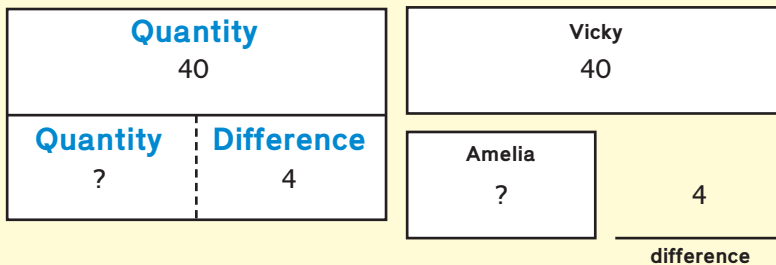 Quantity
40
Quantity Difference
? 4
Vicky
40
Amelia
?
4
difference